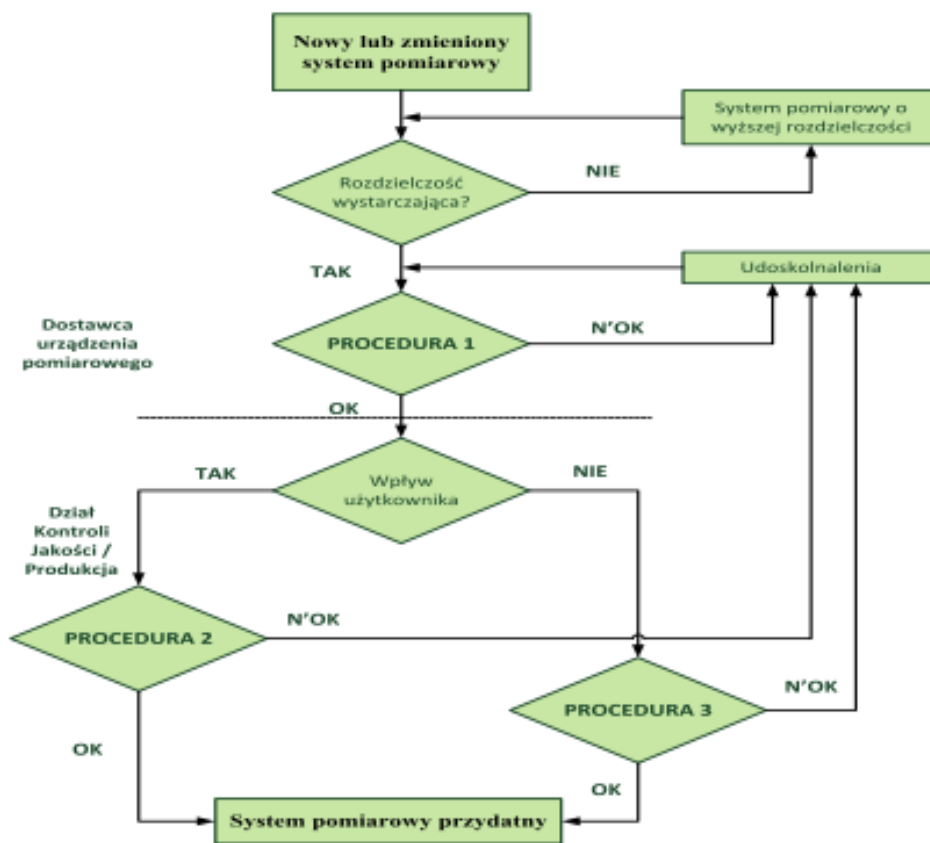 Nowy lub zmieniony
system pomiarowy
System pomiarowy o
wyższej rozdzielczości
NIE
Rozdzielczość
wystarczająca?
TAK
Udoskolnalenia
Dostawca
urządzenia
pomiarowego
PROCEDURA 1
N'OK
OK
TAK
Wpływ
użytkownika
NIE
Dział
Kontroli
Jakości /
Produkcja
PROCEDURA 2
N'OK
PROCEDURA 3
N'OK
OK
OK
System pomiarowy przydatny